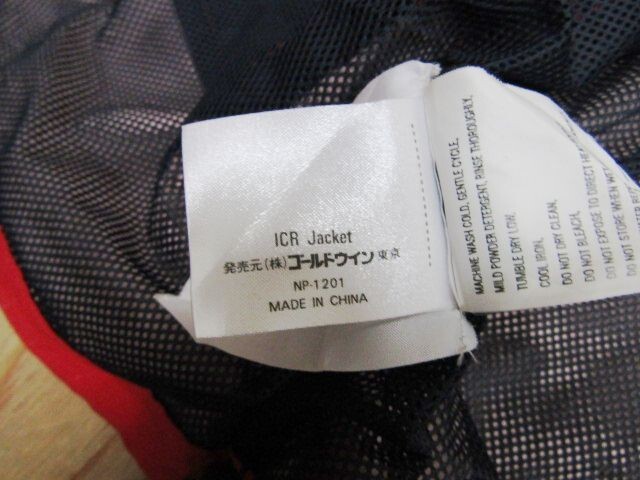 ICR Jacket
発売元(株)ゴールドウイン東京
NP-1201
MADE IN CHINA
MACHINE WASH COLD, GENTLE CYCLE,
MILD POWDER DETERGENT, RINSE THOROUGHLY,
TUMBLE DRY LOW.
COOL IRON.
DO NOT DRY CLEAN.
DO NOT BLEACH.
DO NOT EXPOSE TO DIRECT
DO NOT STORE WHEN WET